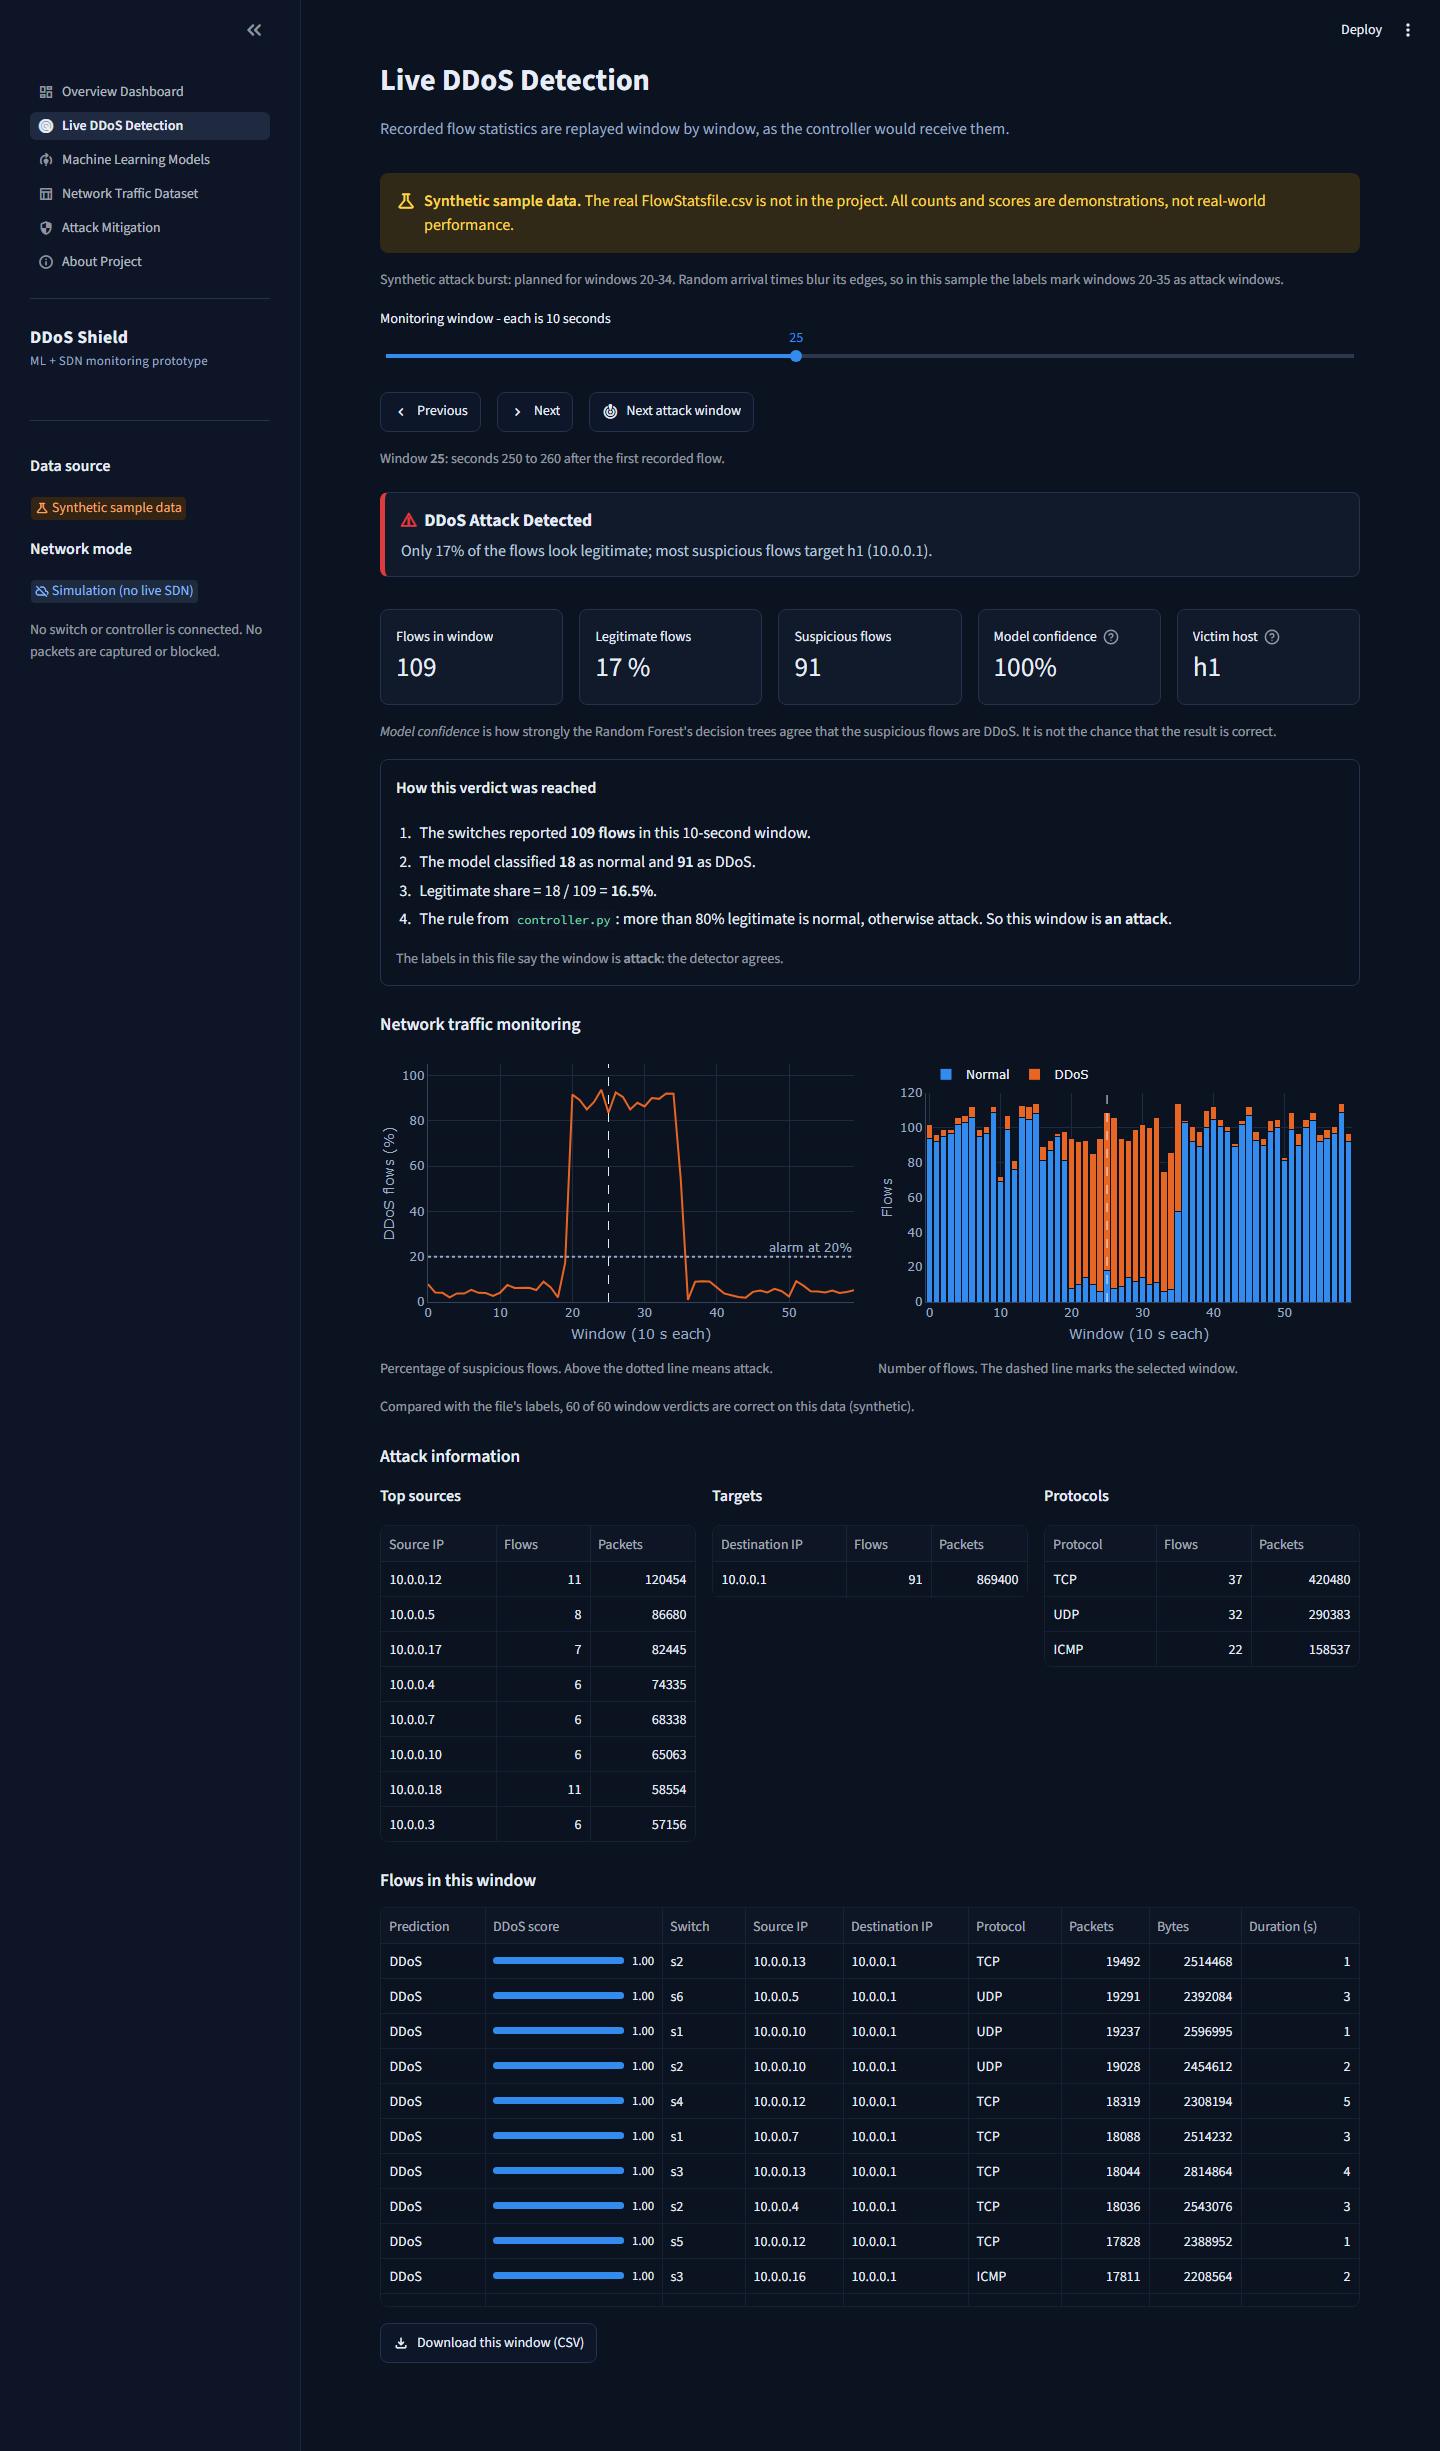 Deploy
Overview Dashboard
Live DDoS Detection
Machine Learning Models
Network Traffic Dataset
Attack Mitigation
About Project
DDoS Shield
ML + SDN monitoring prototype
Data source
Synthetic sample data
Network mode
Simulation (no live SDN)
No switch or controller is connected. No
packets are captured or blocked.
Live DDoS Detection
Recorded flow statistics are replayed window by window, as the controller would receive them.
Synthetic sample data. The real FlowStatsfile.csv is not in the project. All counts and scores are demonstrations, not real-world
performance.
Synthetic attack burst: planned for windows 20-34. Random arrival times blur its edges, so in this sample the labels mark windows 20-35 as attack windows.
Monitoring window - each is 10 seconds
25
Previous
Next
Next attack window
Window 25: seconds 250 to 260 after the first recorded flow.
DDoS Attack Detected
Only 17% of the flows look legitimate; most suspicious flows target h1 (10.0.0.1).
Flows in window
109
Legitimate flows
17 %
Suspicious flows
91
Model confidence
100%
Victim host
h1
Model confidence is how strongly the Random Forest's decision trees agree that the suspicious flows are DDoS. It is not the chance that the result is correct.
How this verdict was reached
1. The switches reported 109 flows in this 10-second window.
2. The model classified 18 as normal and 91 as DDoS.
3. Legitimate share = 18 / 109 = 16.5%.
4. The rule from controller.py : more than 80% legitimate is normal, otherwise attack. So this window is an attack.
The labels in this file say the window is attack: the detector agrees.
Network traffic monitoring
100
80
60
40
20
0
DDoS flows (%)
alarm at 20%
0 10 20 30 40 50
Window (10 s each)
Normal DDoS
120
100
80
60
40
20
0
Flows
0 10 20 30 40 50
Window (10 s each)
Percentage of suspicious flows. Above the dotted line means attack.
Number of flows. The dashed line marks the selected window.
Compared with the file's labels, 60 of 60 window verdicts are correct on this data (synthetic).
Attack information
Top sources
Source IP Flows Packets
10.0.0.12 11 120454
10.0.0.5 8 86680
10.0.0.17 7 82445
10.0.0.4 6 74335
10.0.0.7 6 68338
10.0.0.10 6 65063
10.0.0.18 11 58554
10.0.0.3 6 57156
Targets
Destination IP Flows Packets
10.0.0.1 91 869400
Protocols
Protocol Flows Packets
TCP 37 420480
UDP 32 290383
ICMP 22 158537
Flows in this window
Prediction DDoS score Switch Source IP Destination IP Protocol Packets Bytes Duration (s)
DDoS 1.00 s2 10.0.0.13 10.0.0.1 TCP 19492 2514468 1
DDoS 1.00 s6 10.0.0.5 10.0.0.1 UDP 19291 2392084 3
DDoS 1.00 s1 10.0.0.10 10.0.0.1 UDP 19237 2596995 1
DDoS 1.00 s2 10.0.0.10 10.0.0.1 UDP 19028 2454612 2
DDoS 1.00 s4 10.0.0.12 10.0.0.1 TCP 18319 2308194 5
DDoS 1.00 s1 10.0.0.7 10.0.0.1 TCP 18088 2514232 3
DDoS 1.00 s3 10.0.0.13 10.0.0.1 TCP 18044 2814864 4
DDoS 1.00 s2 10.0.0.4 10.0.0.1 TCP 18036 2543076 3
DDoS 1.00 s5 10.0.0.12 10.0.0.1 TCP 17828 2388952 1
DDoS 1.00 s3 10.0.0.16 10.0.0.1 ICMP 17811 2208564 2
Download this window (CSV)